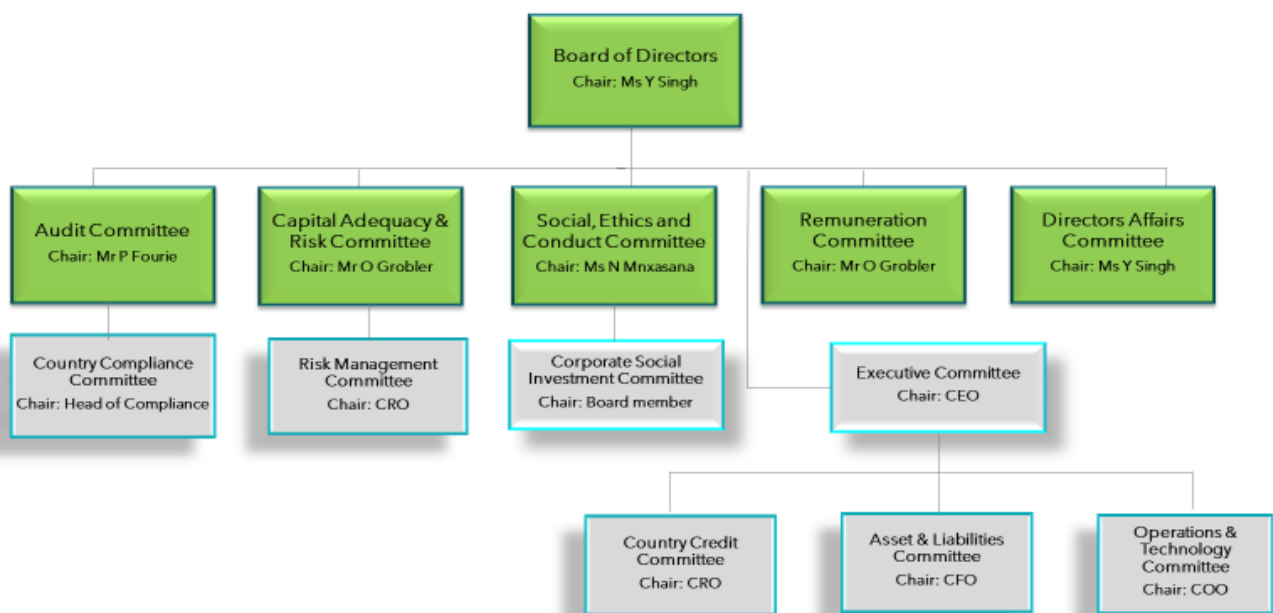 Board of Directors
Chair: Ms Y Singh
Audit Committee
Chair: Mr P Fourie
Capital Adequacy &
Risk Committee
Chair: Mr O Grobler
Social, Ethics and
Conduct Committee
Chair: Ms N Mnxasana
Remuneration
Committee
Chair: Mr O Grobler
Directors Affairs
Committee
Chair: Ms Y Singh
Country Compliance
Committee
Chair: Head of Compliance
Risk Management
Committee
Chair: CRO
Corporate Social
Investment Committee
Chair: Board member
Executive Committee
Chair: CEO
Country Credit
Committee
Chair: CRO
Asset & Liabilities
Committee
Chair: CFO
Operations &
Technology
Committee
Chair: COO